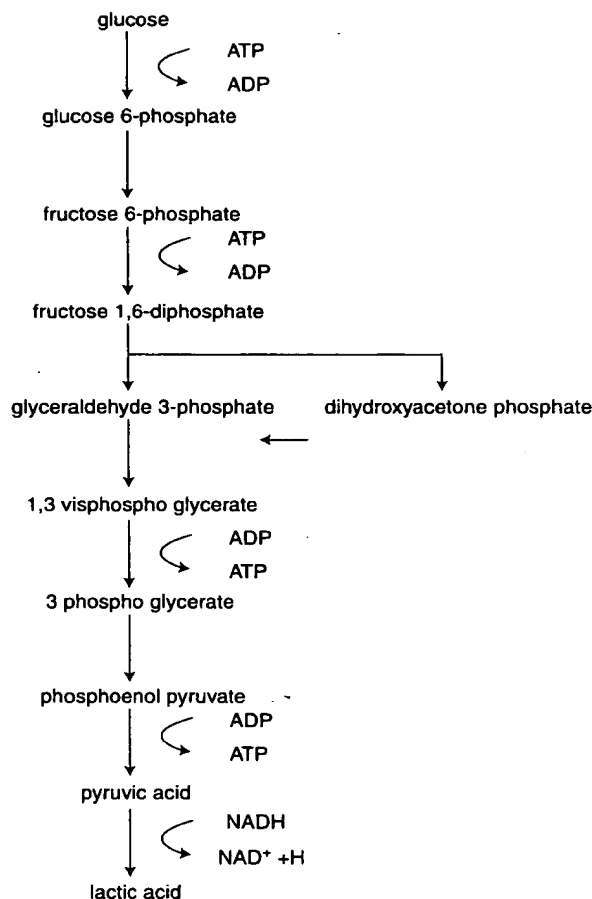 glucose
ATP
ADP
glucose 6-phosphate
fructose 6-phosphate
ATP
ADP
fructose 1,6-diphosphate
glyceraldehyde 3-phosphate
dihydroxyacetone phosphate
1,3 visphospho glycerate
ADP
ATP
3 phospho glycerate
phosphoenol pyruvate
ADP
ATP
pyruvic acid
NADH
NAD⁺ +H
lactic acid